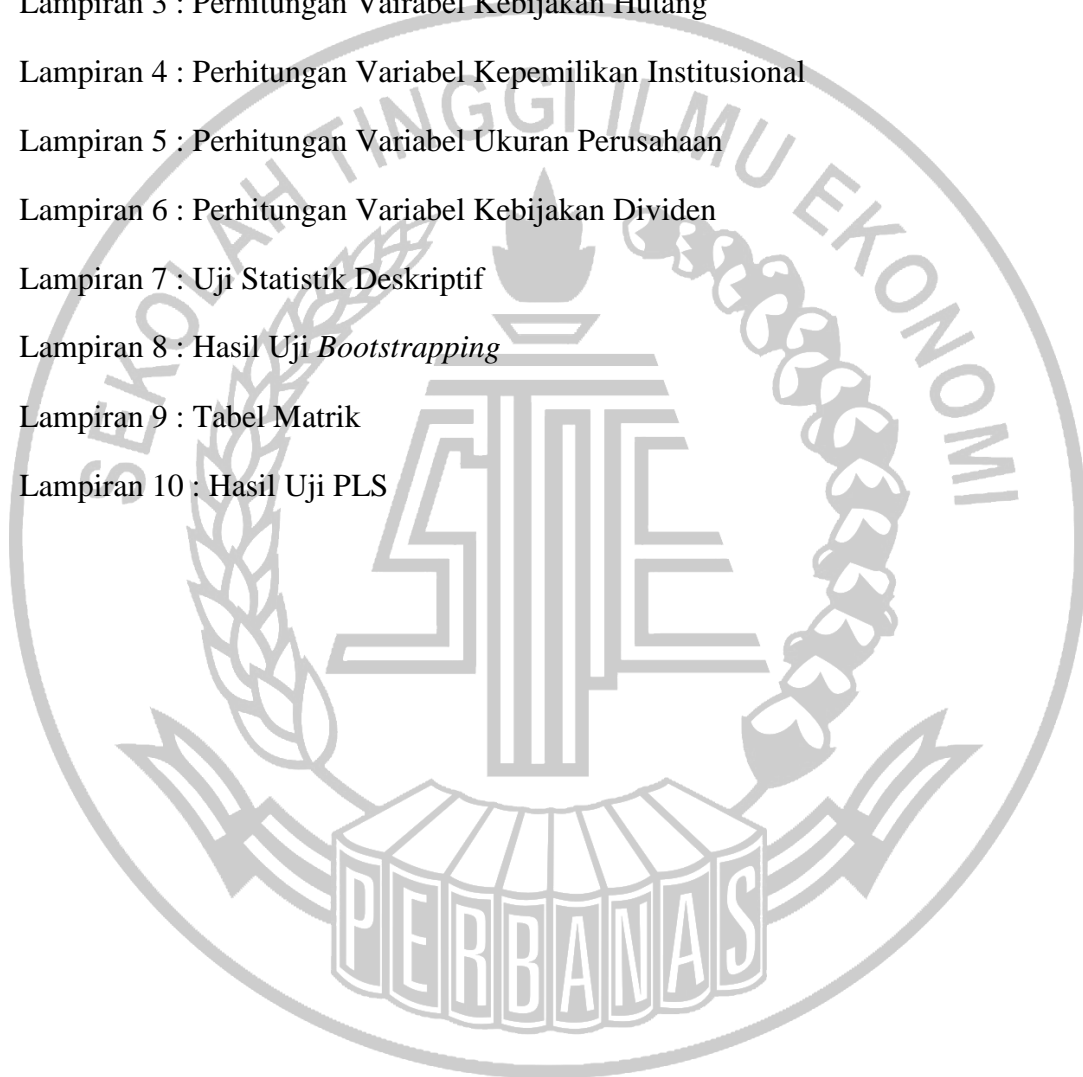 Lampiran 3 : Perhitungan Vairabel Kebijakan Hutang
Lampiran 4 : Perhitungan Variabel Kepemilikan Institusional
Lampiran 5 : Perhitungan Variabel Ukuran Perusahaan
Lampiran 6 : Perhitungan Variabel Kebijakan Dividen
Lampiran 7 : Uji Statistik Deskriptif
Lampiran 8 : Hasil Uji Bootstrapping
Lampiran 9 : Tabel Matrik
Lampiran 10 : Hasil Uji PLS
SEKOLAH TINGGI ILMU EKONOMI
STIE
PERBANAS